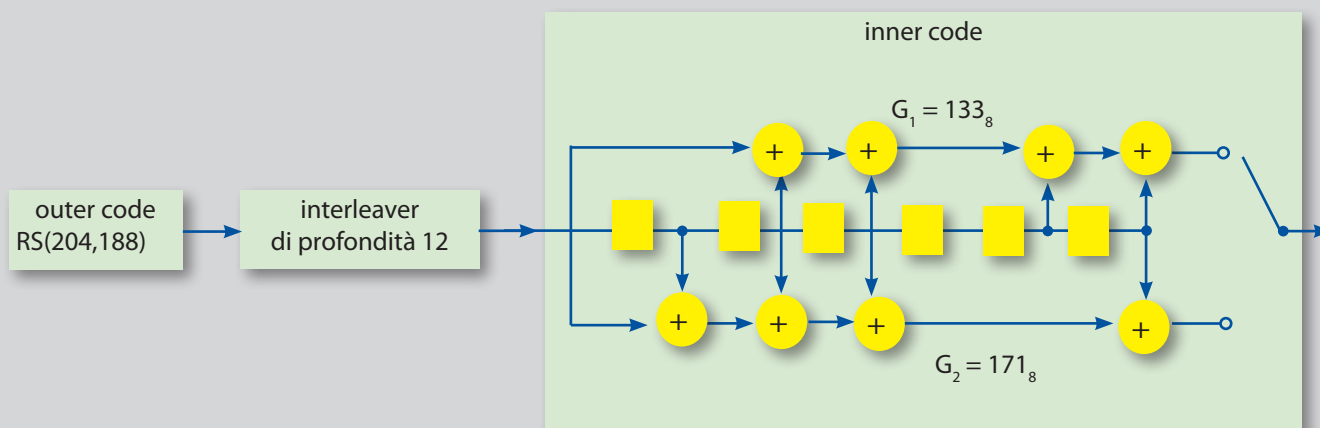 inner code
G₁ = 133₈
outer code
RS(204,188)
interleaver
di profondità 12
+ + + +
+ + + +
G₂ = 171₈